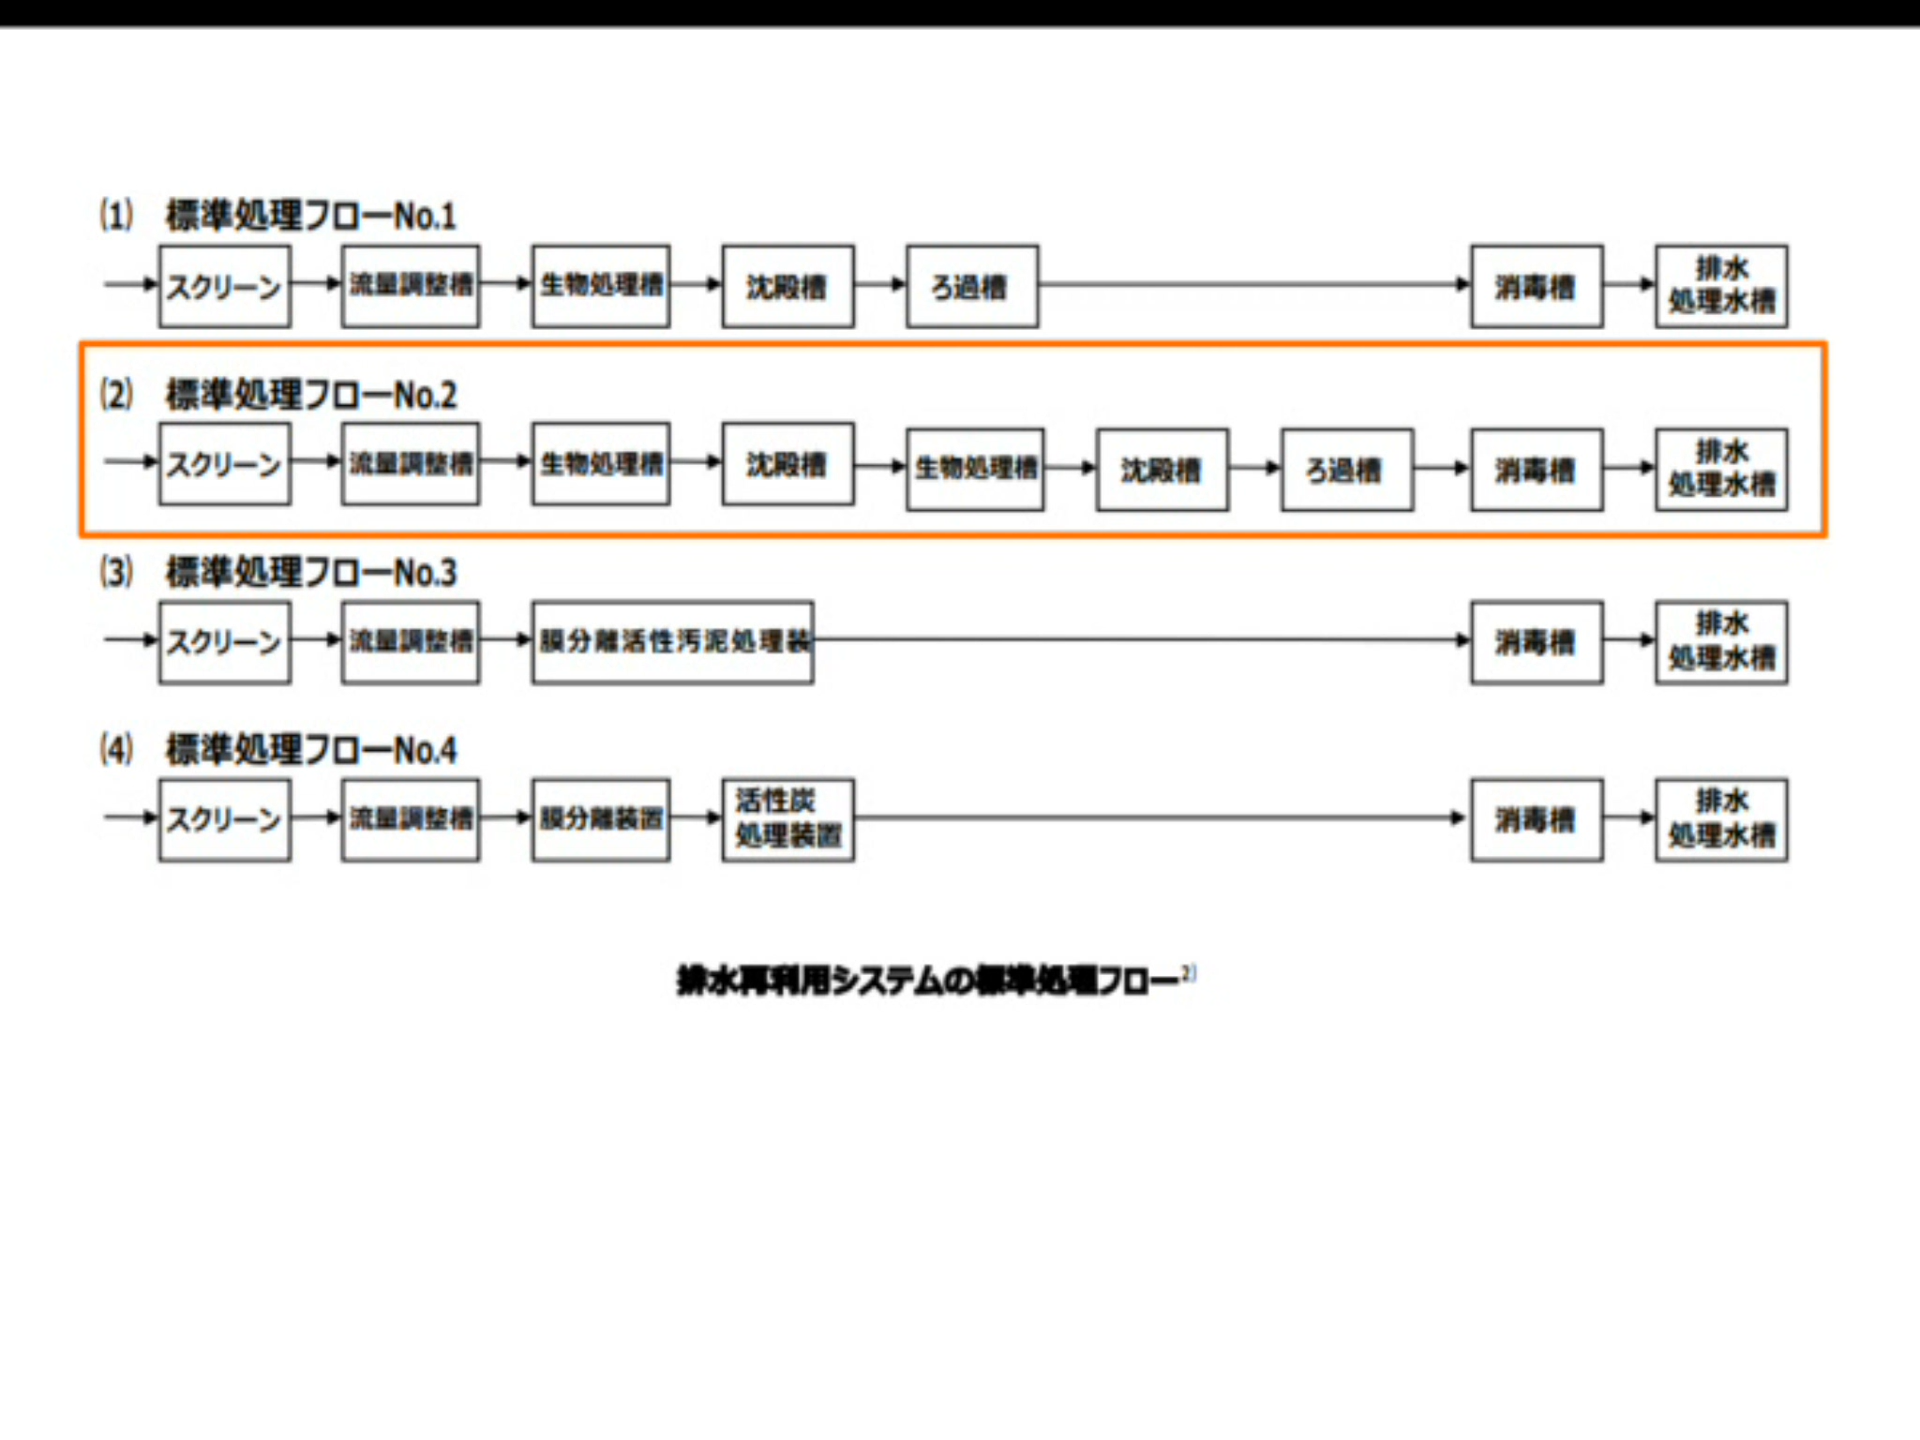 (1) 標準処理フローNo.1
スクリーン 流量調整槽 生物処理槽 沈殿槽 ろ過槽 消毒槽 排水
処理水槽
(2) 標準処理フローNo.2
スクリーン 流量調整槽 生物処理槽 沈殿槽 生物処理槽 沈殿槽 ろ過槽 消毒槽 排水
処理水槽
(3) 標準処理フローNo.3
スクリーン 流量調整槽 膜分離活性汚泥処理装 消毒槽 排水
処理水槽
(4) 標準処理フローNo.4
スクリーン 流量調整槽 膜分離装置 活性炭
処理装置 消毒槽 排水
処理水槽
排水再利用システムの標準処理フロー2)